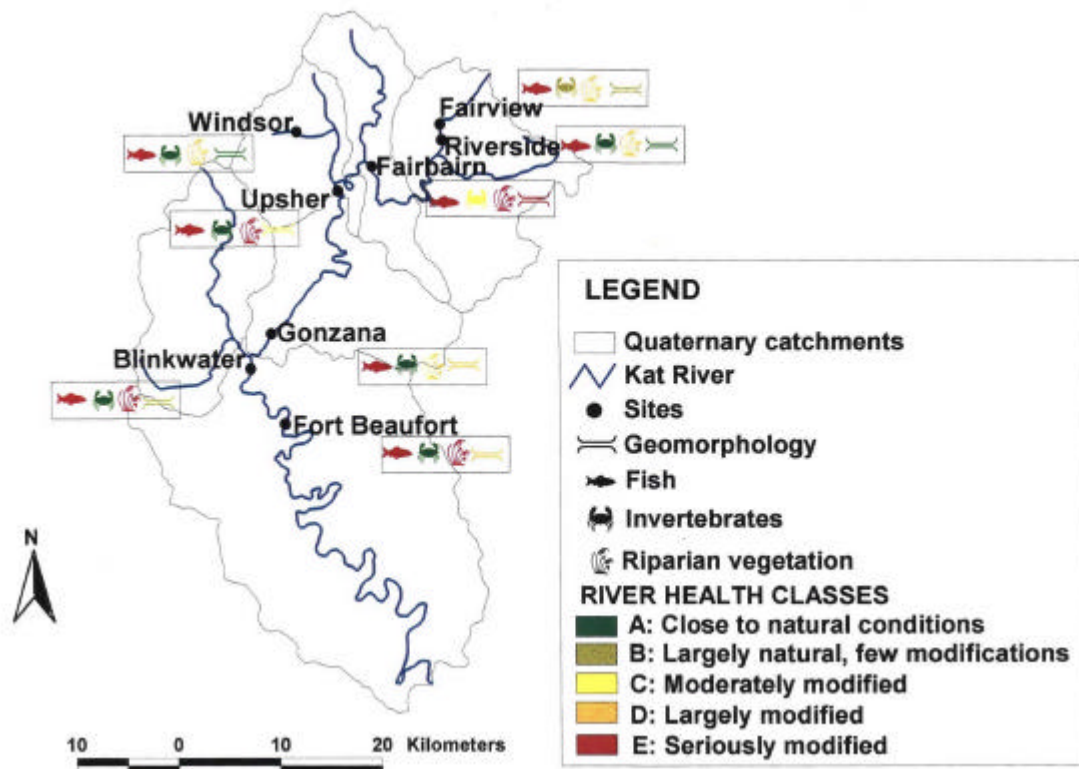 Fairview
Windsor
Riverside
Fairbairn
Upsher
Gonzana
Blinkwater
Fort Beaufort
N
10 0 10 20 Kilometers
LEGEND
Quaternary catchments
Kat River
Sites
Geomorphology
Fish
Invertebrates
Riparian vegetation
RIVER HEALTH CLASSES
A: Close to natural conditions
B: Largely natural, few modifications
C: Moderately modified
D: Largely modified
E: Seriously modified